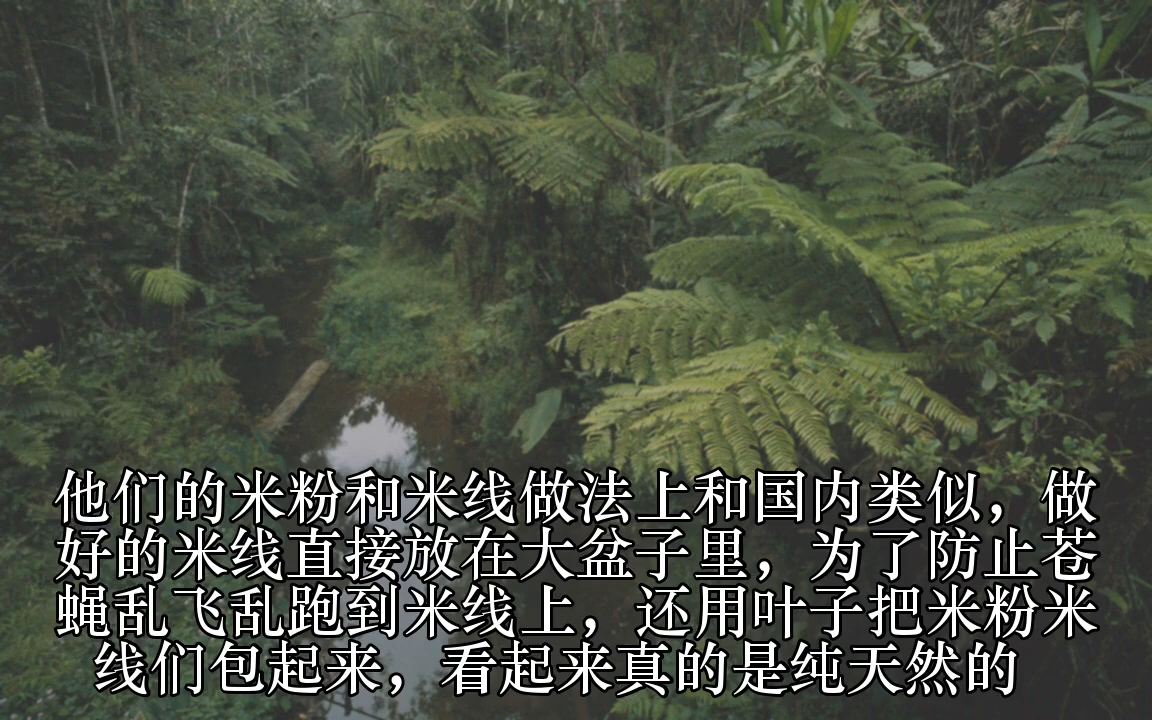 他们的米粉和米线做法上和国内类似，做
好的米线直接放在大盆子里，为了防止苍
蝇乱飞乱跑到米线上，还用叶子把米粉米
线们包起来，看起来真的是纯天然的